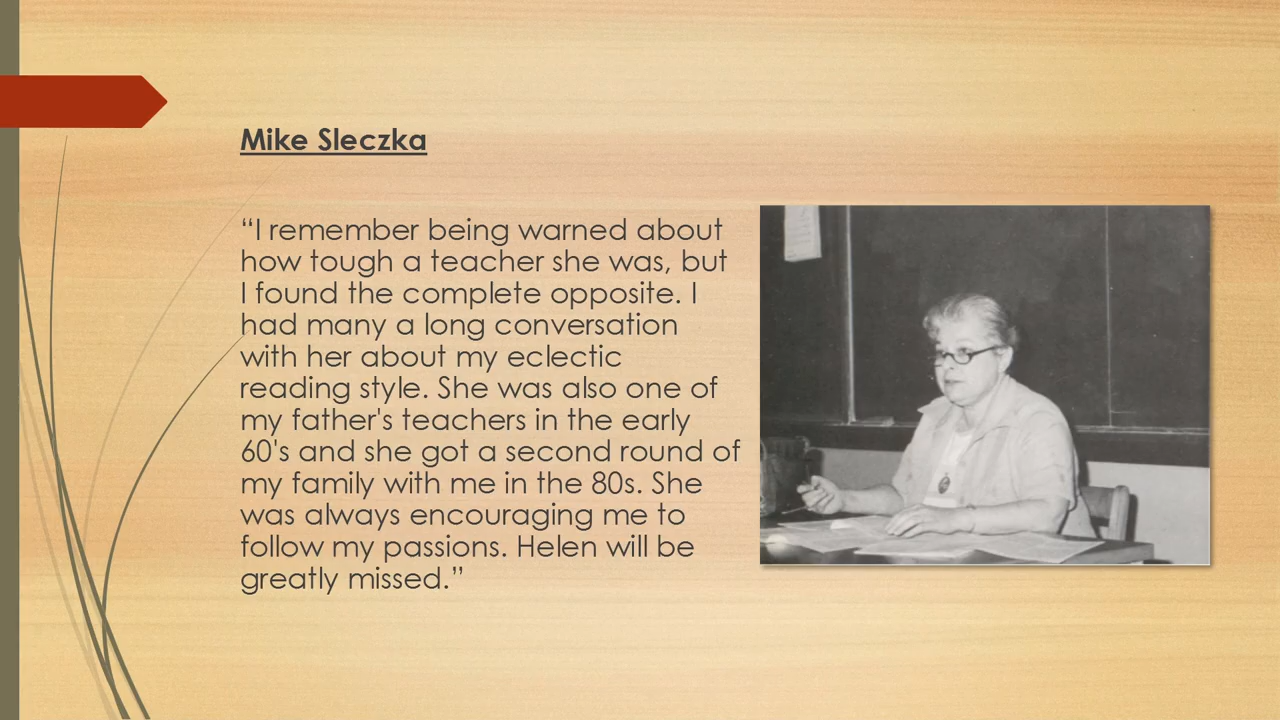 Mike Sleczka
“I remember being warned about
how tough a teacher she was, but
I found the complete opposite. I
had many a long conversation
with her about my eclectic
reading style. She was also one of
my father's teachers in the early
60's and she got a second round of
my family with me in the 80s. She
was always encouraging me to
follow my passions. Helen will be
greatly missed.”